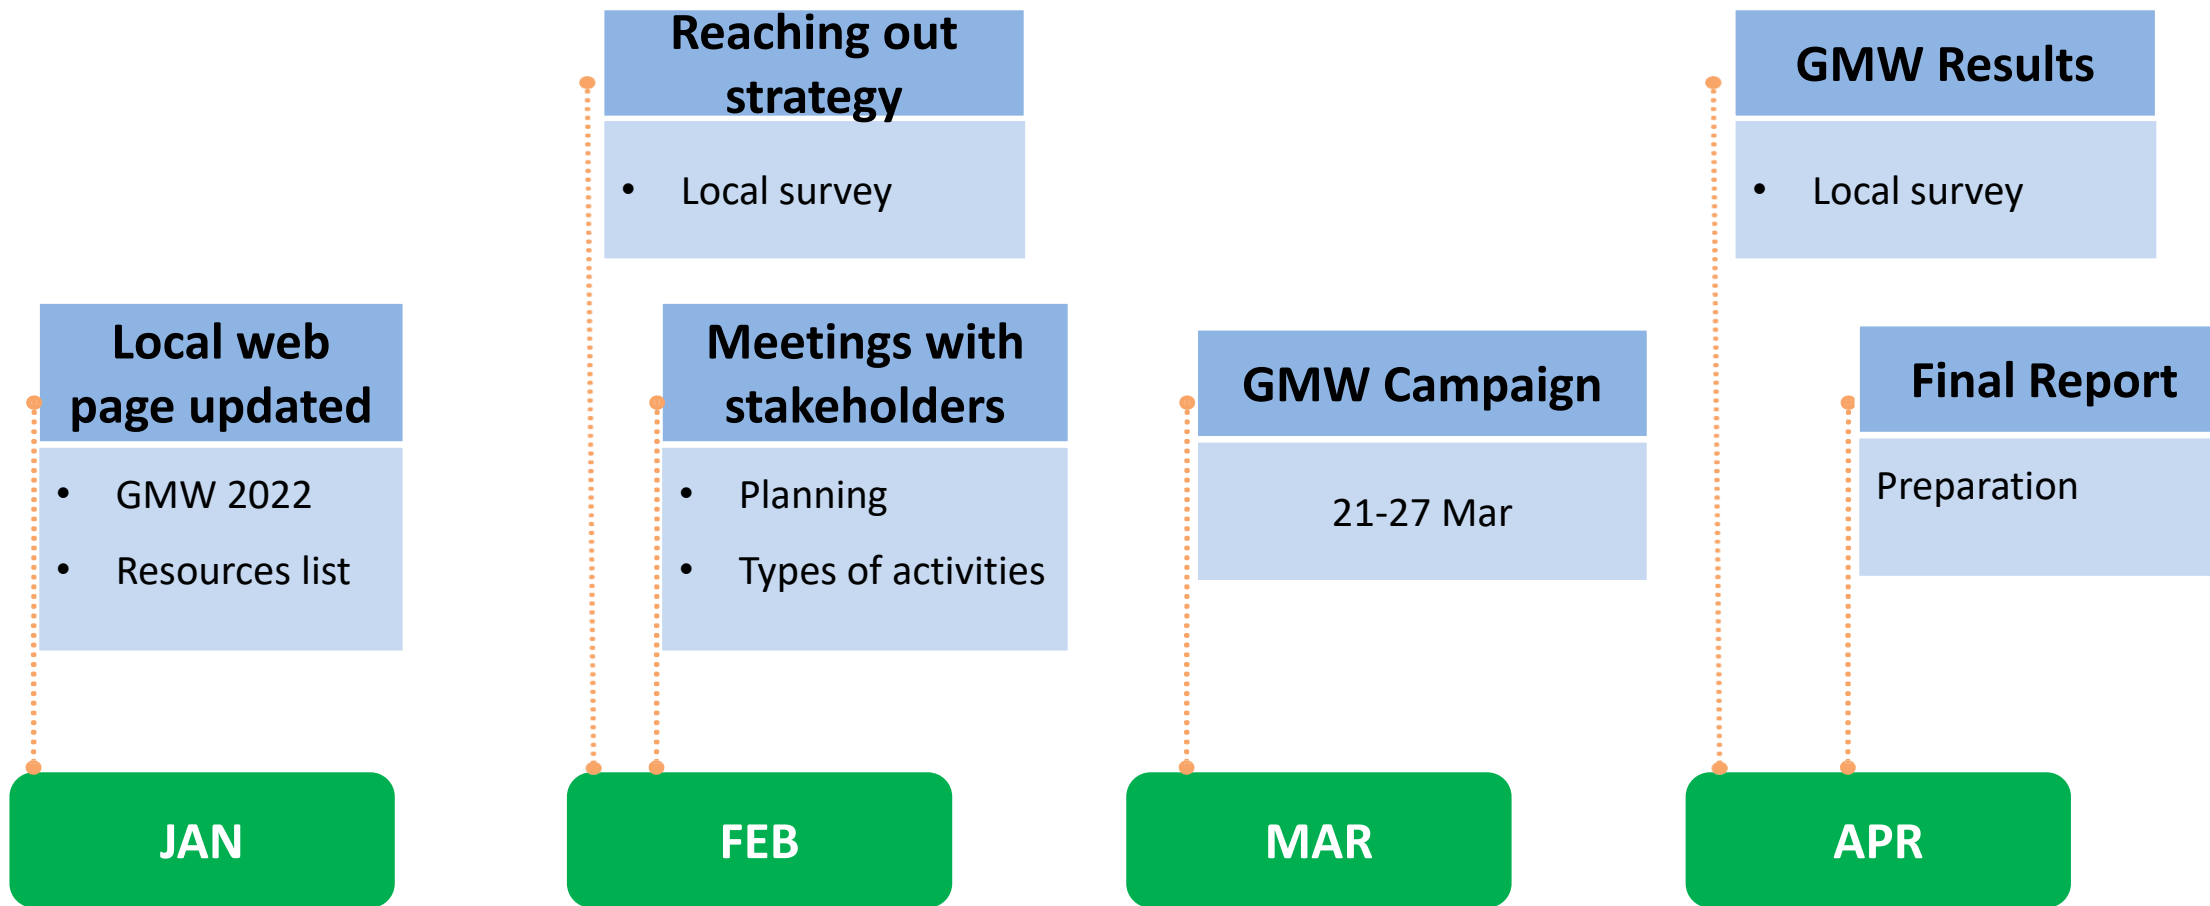 Reaching out
strategy
• Local survey
GMW Results
• Local survey
Local web
page updated
• GMW 2022
• Resources list
Meetings with
stakeholders
• Planning
• Types of activities
GMW Campaign
21-27 Mar
Final Report
Preparation
JAN
FEB
MAR
APR